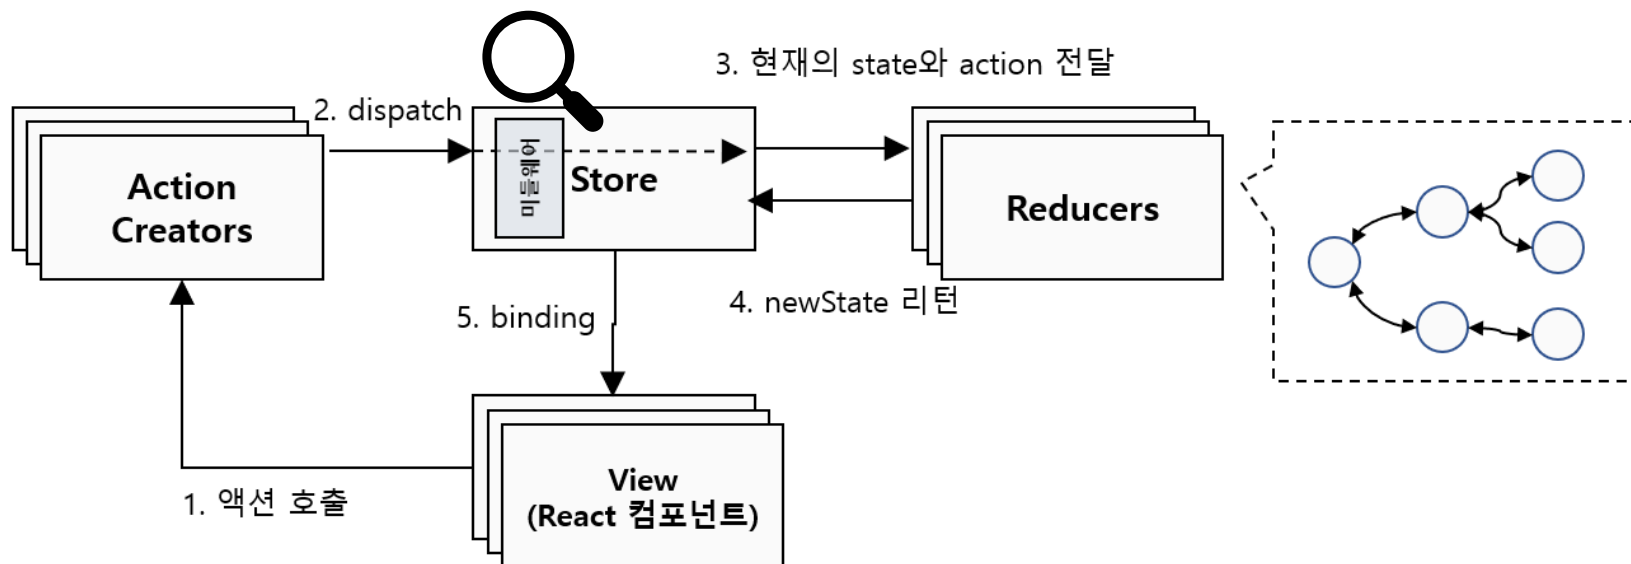 3. 현재의 state와 action 전달
2. dispatch
Action
Creators
미들웨어
Store
Reducers
4. newState 리턴
5. binding
1. 액션 호출
View
(React 컴포넌트)